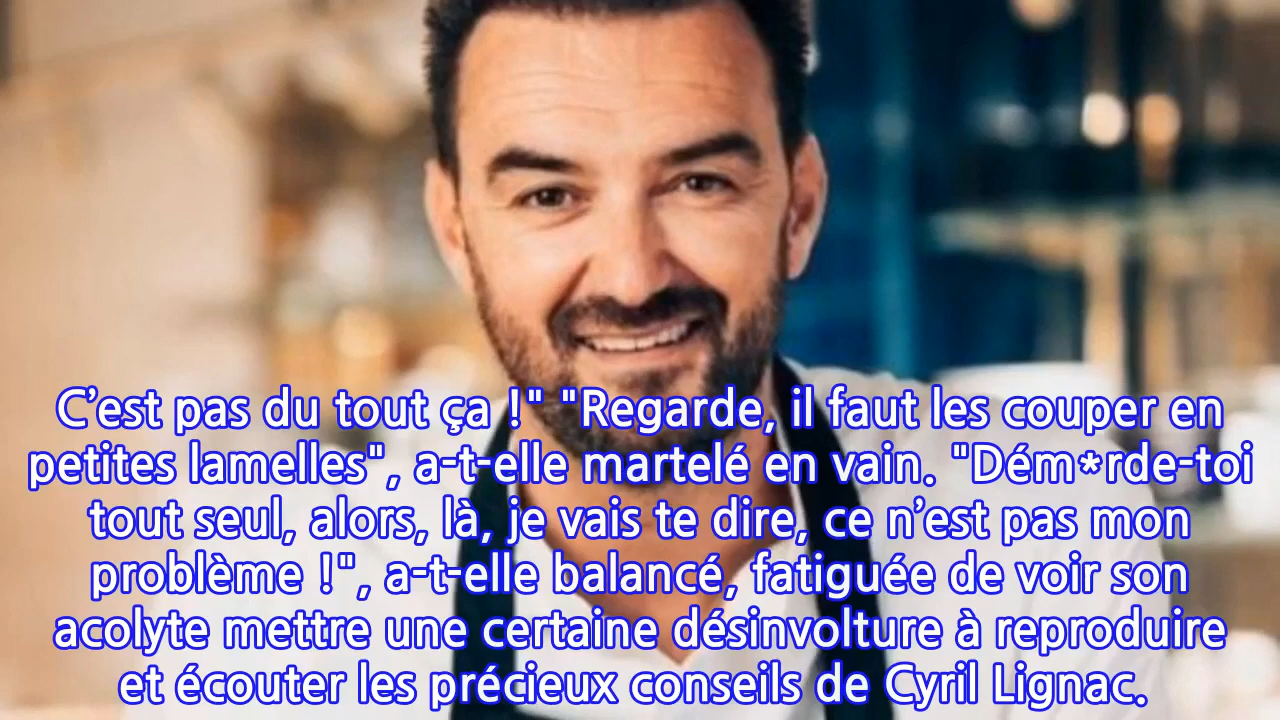 C’est pas du tout ça !" "Regarde, il faut les couper en
petites lamelles", a-t-elle martelé en vain. "Dém*rde-toi
tout seul, alors, là, je vais te dire, ce n’est pas mon
problème !", a-t-elle balancé, fatiguée de voir son
acolyte mettre une certaine désinvolture à reproduire
et écouter les précieux conseils de Cyril Lignac.